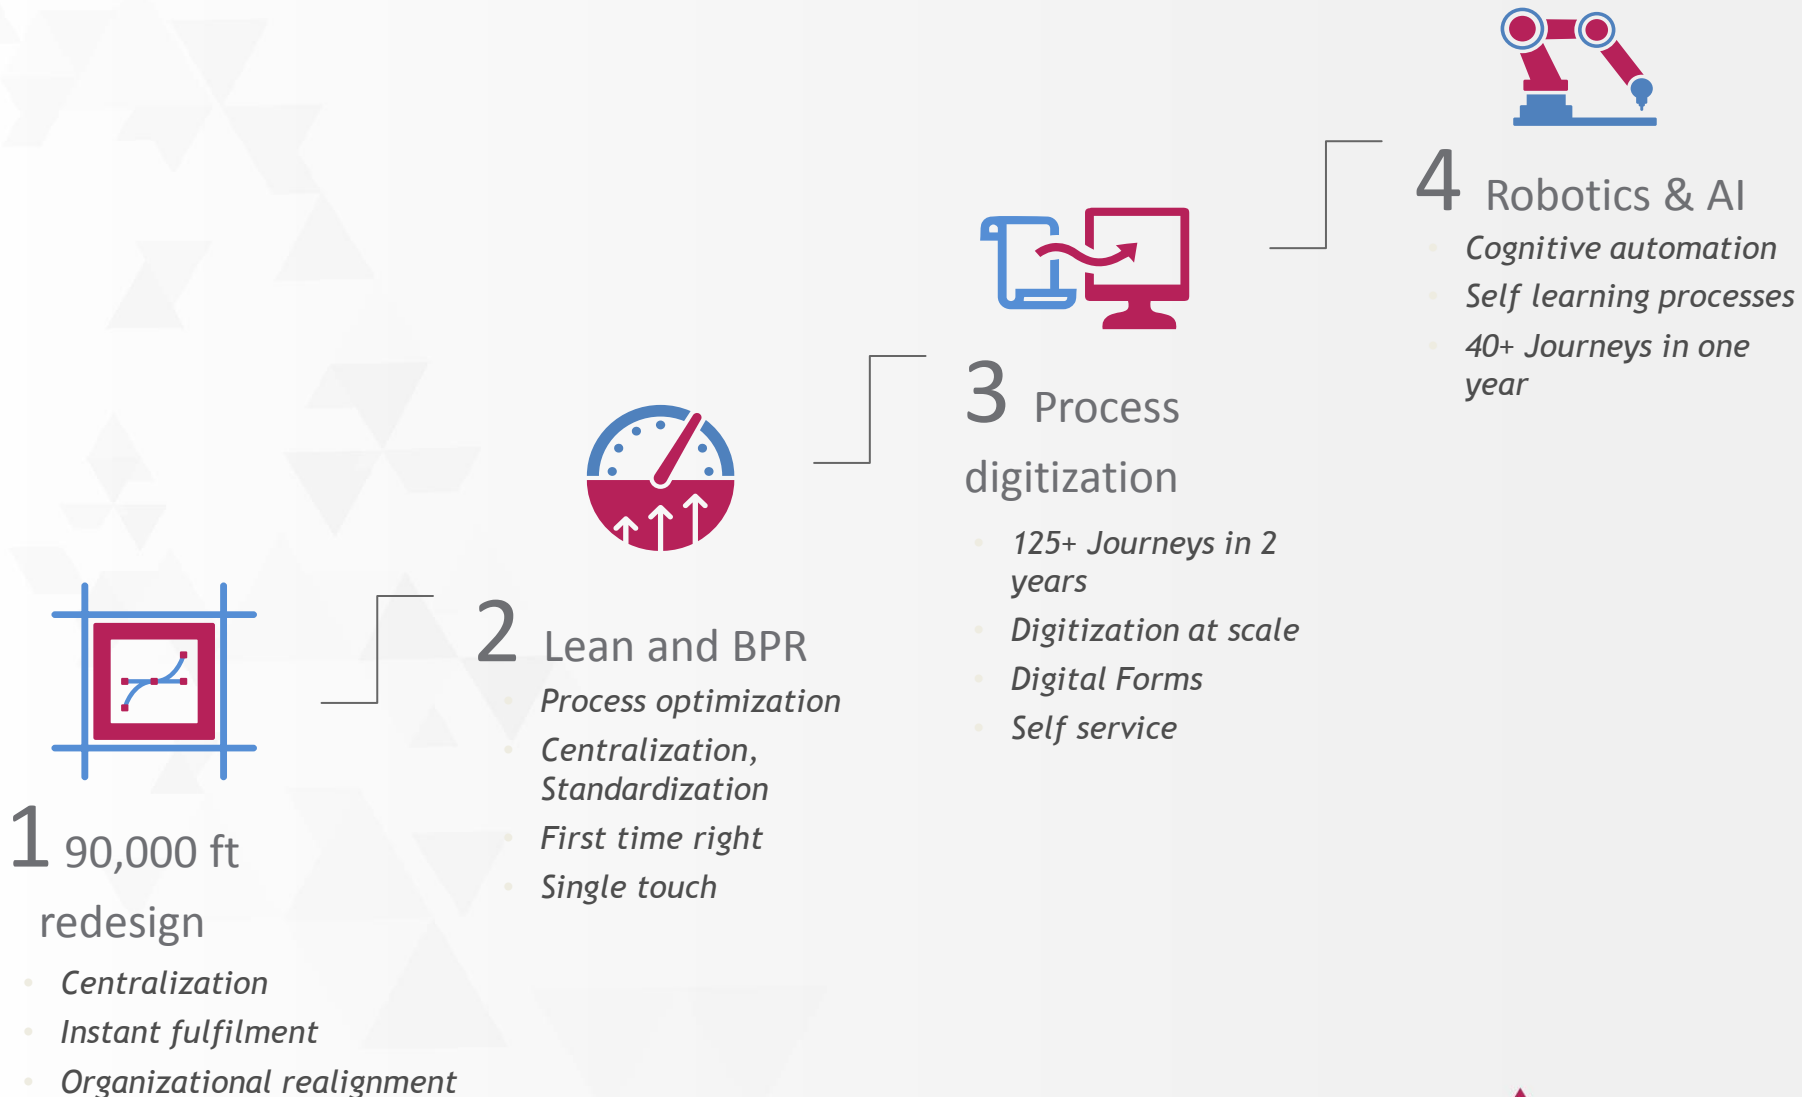 1 90,000 ft
redesign
Centralization
Instant fulfilment
Organizational realignment
2 Lean and BPR
Process optimization
Centralization,
Standardization
First time right
Single touch
3 Process
digitization
125+ Journeys in 2
years
Digitization at scale
Digital Forms
Self service
4 Robotics & AI
Cognitive automation
Self learning processes
40+ Journeys in one
year